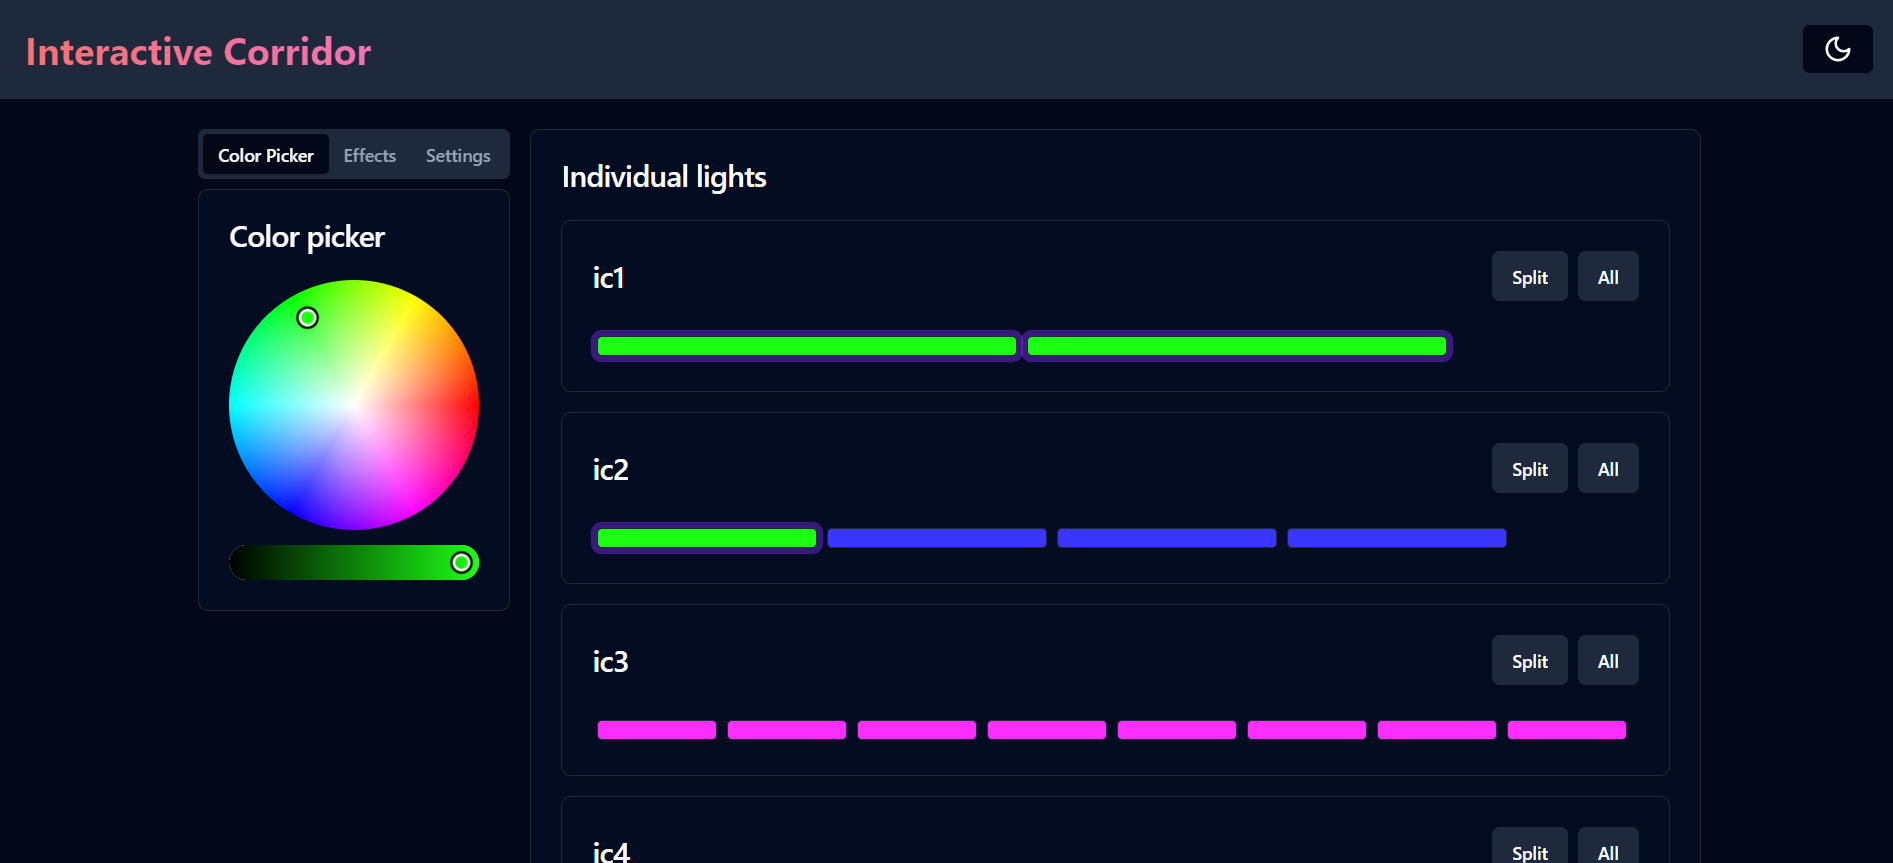 Interactive Corridor
Color Picker Effects Settings
Color picker
Individual lights
ic1
Split All
ic2
Split All
ic3
Split All
ic4
Split All